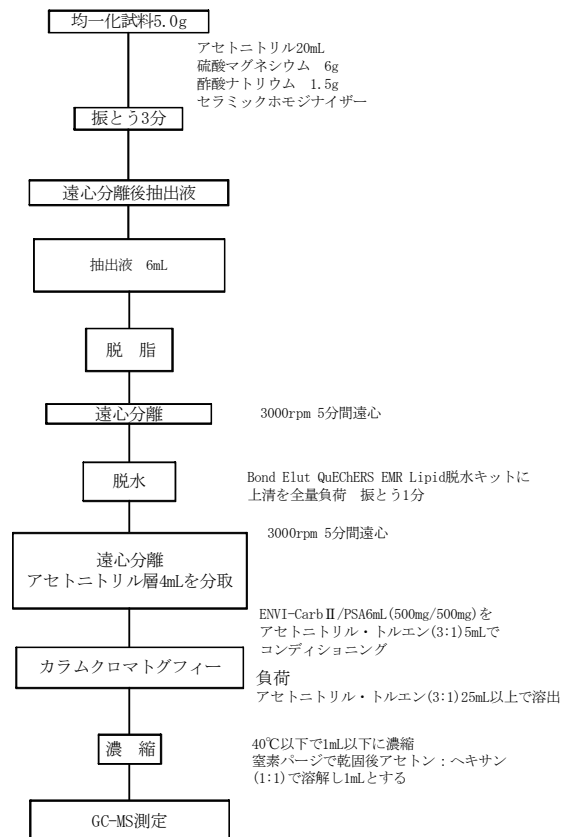 均一化試料5.0g
アセトニトリル20mL
硫酸マグネシウム 6g
酢酸ナトリウム 1.5g
セラミックホモジナイザー
振とう3分
遠心分離後抽出液
抽出液 6mL
脱 脂
遠心分離
3000rpm 5分間遠心
脱水
Bond Elut QuEChERS EMR Lipid脱水キットに
上清を全量負荷 振とう1分
3000rpm 5分間遠心
遠心分離
アセトニトリル層4mLを分取
ENVI-CarbⅡ/PSA6mL(500mg/500mg)を
アセトニトリル・トルエン(3:1)5mLで
コンディショニング
カラムクロマトグフィー
負荷
アセトニトリル・トルエン(3:1)25mL以上で溶出
濃 縮
40℃以下で1mL以下に濃縮
窒素パージで乾固後アセトン：ヘキサン
(1:1)で溶解し1mLとする
GC-MS測定